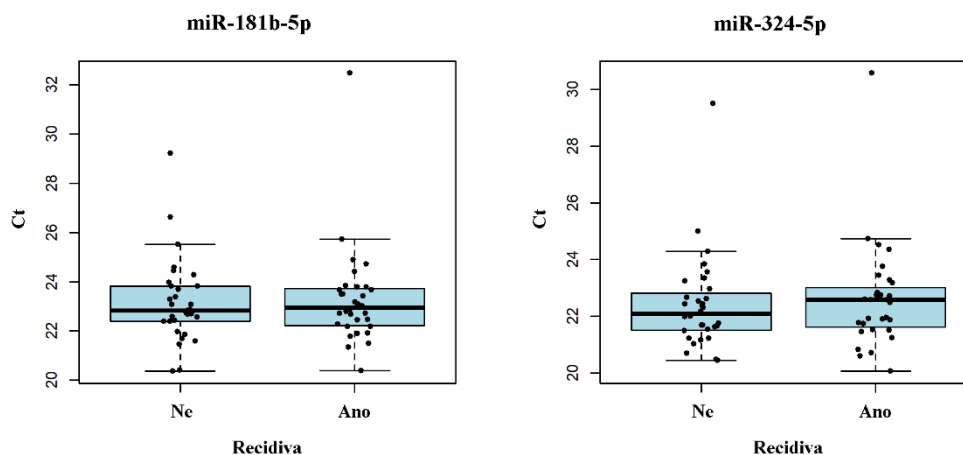 miR-181b-5p
Ct
32
30
28
26
24
22
20
Ne
Ano
Recidiva
miR-324-5p
Ct
30
28
26
24
22
20
Ne
Ano
Recidiva